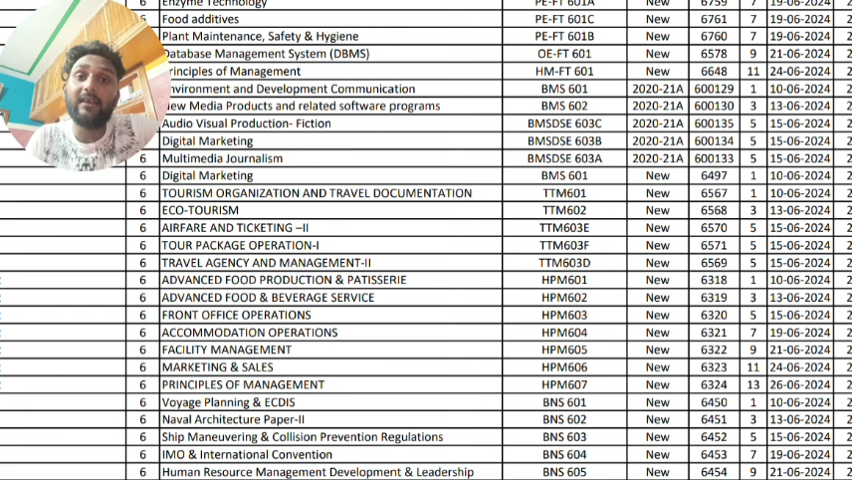 Enzyme Technology PE-FT 601A New 6759 7 19-06-2024
6 Food additives PE-FT 601C New 6761 7 19-06-2024
Plant Maintenance, Safety & Hygiene PE-FT 601B New 6760 7 19-06-2024
Database Management System (DBMS) OE-FT 601 New 6578 9 21-06-2024
Principles of Management HM-FT 601 New 6648 11 24-06-2024
Environment and Development Communication BMS 601 2020-21A 600129 1 10-06-2024
New Media Products and related software programs BMS 602 2020-21A 600130 3 13-06-2024
Audio Visual Production- Fiction BMSDSE 603C 2020-21A 600135 5 15-06-2024
Digital Marketing BMSDSE 603B 2020-21A 600134 5 15-06-2024
6 Multimedia Journalism BMSDSE 603A 2020-21A 600133 5 15-06-2024
6 Digital Marketing BMS 601 New 6497 1 10-06-2024
6 TOURISM ORGANIZATION AND TRAVEL DOCUMENTATION TTM601 New 6567 1 10-06-2024
6 ECO-TOURISM TTM602 New 6568 3 13-06-2024
6 AIRFARE AND TICKETING –II TTM603E New 6570 5 15-06-2024
6 TOUR PACKAGE OPERATION-I TTM603F New 6571 5 15-06-2024
6 TRAVEL AGENCY AND MANAGEMENT-II TTM603D New 6569 5 15-06-2024
6 ADVANCED FOOD PRODUCTION & PATISSERIE HPM601 New 6318 1 10-06-2024
6 ADVANCED FOOD & BEVERAGE SERVICE HPM602 New 6319 3 13-06-2024
6 FRONT OFFICE OPERATIONS HPM603 New 6320 5 15-06-2024
6 ACCOMMODATION OPERATIONS HPM604 New 6321 7 19-06-2024
6 FACILITY MANAGEMENT HPM605 New 6322 9 21-06-2024
6 MARKETING & SALES HPM606 New 6323 11 24-06-2024
6 PRINCIPLES OF MANAGEMENT HPM607 New 6324 13 26-06-2024
6 Voyage Planning & ECDIS BNS 601 New 6450 1 10-06-2024
6 Naval Architecture Paper-II BNS 602 New 6451 3 13-06-2024
6 Ship Maneuvering & Collision Prevention Regulations BNS 603 New 6452 5 15-06-2024
6 IMO & International Convention BNS 604 New 6453 7 19-06-2024
6 Human Resource Management Development & Leadership BNS 605 New 6454 9 21-06-2024